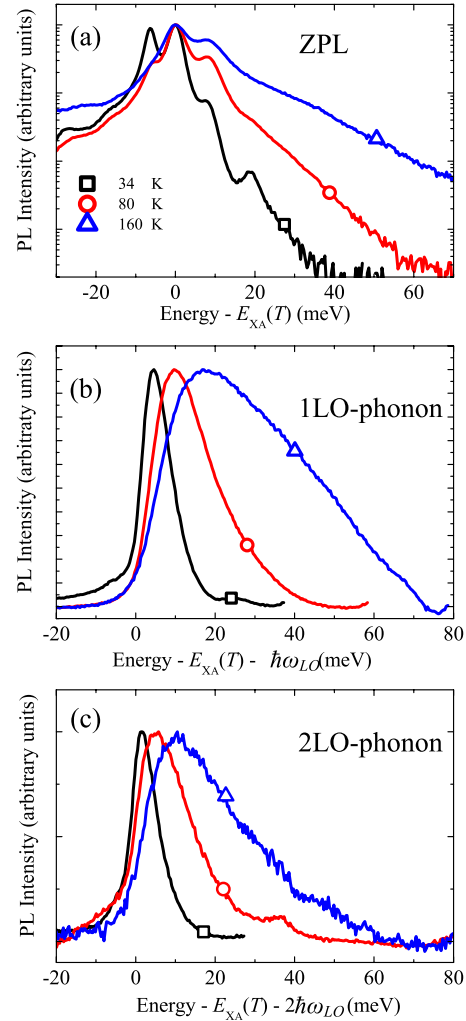 (a)
ZPL
PL Intensity (arbitrary units)
34 K
80 K
160 K
-20 0 20 40 60
Energy - E_XA(T) (meV)
(b)
1LO-phonon
PL Intensity (arbitraty units)
-20 0 20 40 60 80
Energy - E_XA(T) - ħω_LO(meV)
(c)
2LO-phonon
PL Intensity (arbitrary units)
-20 0 20 40 60 80
Energy - E_XA(T) - 2ħω_LO(meV)